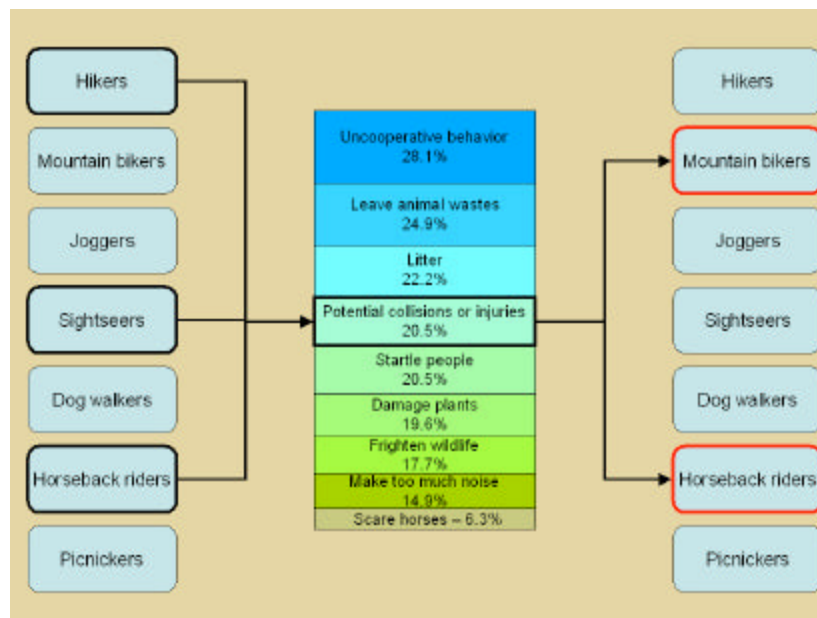 Hikers
Mountain bikers
Joggers
Sightseers
Dog walkers
Horseback riders
Picnickers
Uncooperative behavior
28.1%
Leave animal wastes
24.9%
Litter
22.2%
Potential collisions or injuries
20.5%
Startle people
20.5%
Damage plants
19.6%
Frighten wildlife
17.7%
Make too much noise
14.9%
Scare horses – 6.3%
Hikers
Mountain bikers
Joggers
Sightseers
Dog walkers
Horseback riders
Picnickers